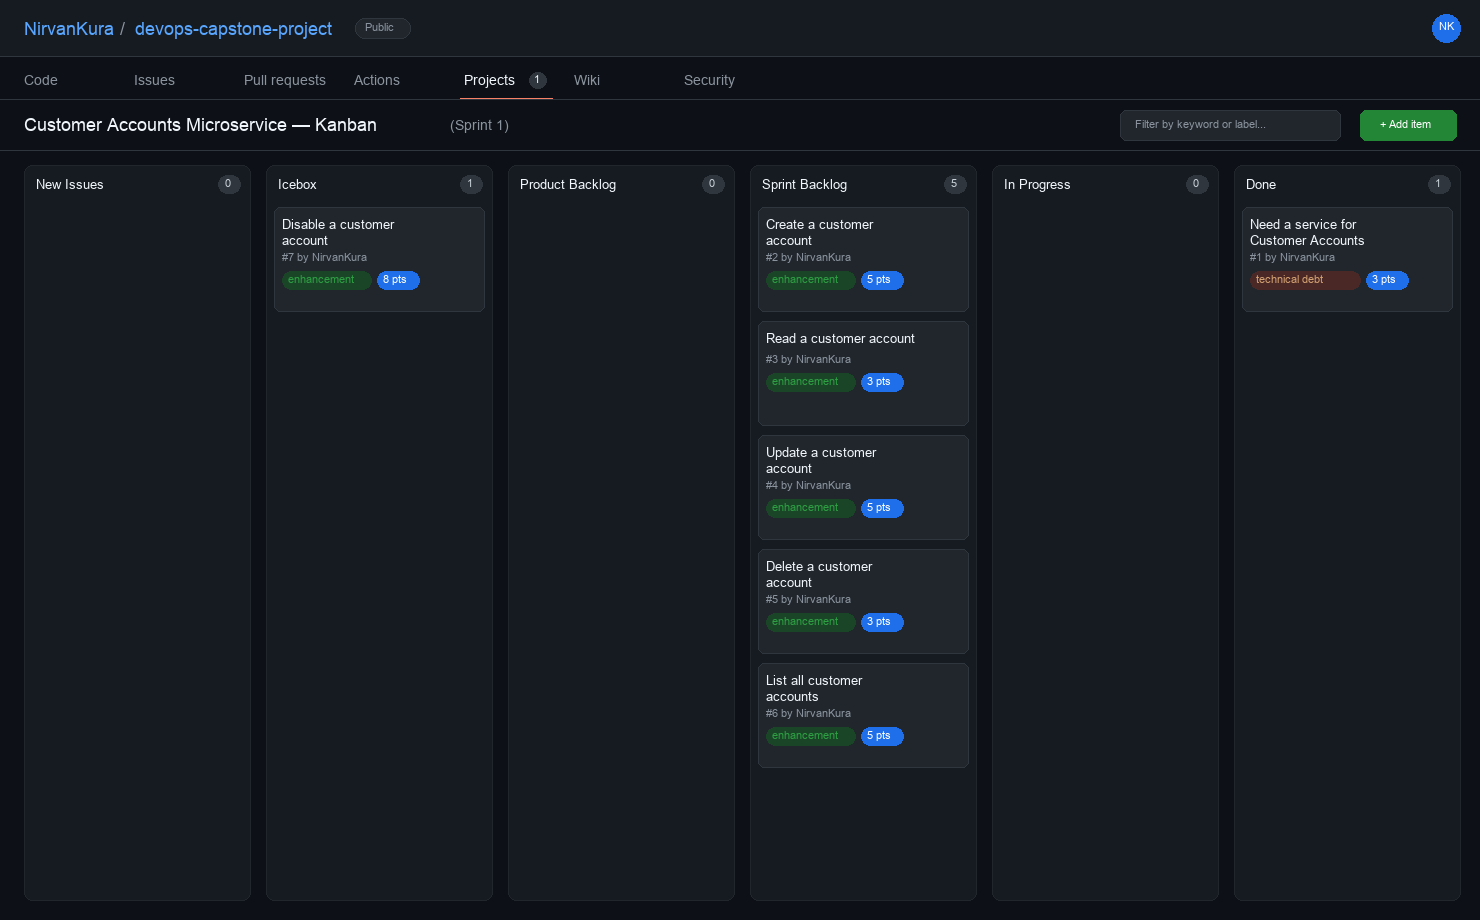 NirvanKura / devops-capstone-project Public NK
Code Issues Pull requests Actions Projects 1 Wiki Security
Customer Accounts Microservice — Kanban (Sprint 1) Filter by keyword or label... + Add item
New Issues 0
Icebox 1
Disable a customer
account
#7 by NirvanKura
enhancement 8 pts
Product Backlog 0
Sprint Backlog 5
Create a customer
account
#2 by NirvanKura
enhancement 5 pts
Read a customer account
#3 by NirvanKura
enhancement 3 pts
Update a customer
account
#4 by NirvanKura
enhancement 5 pts
Delete a customer
account
#5 by NirvanKura
enhancement 3 pts
List all customer
accounts
#6 by NirvanKura
enhancement 5 pts
In Progress 0
Done 1
Need a service for
Customer Accounts
#1 by NirvanKura
technical debt 3 pts